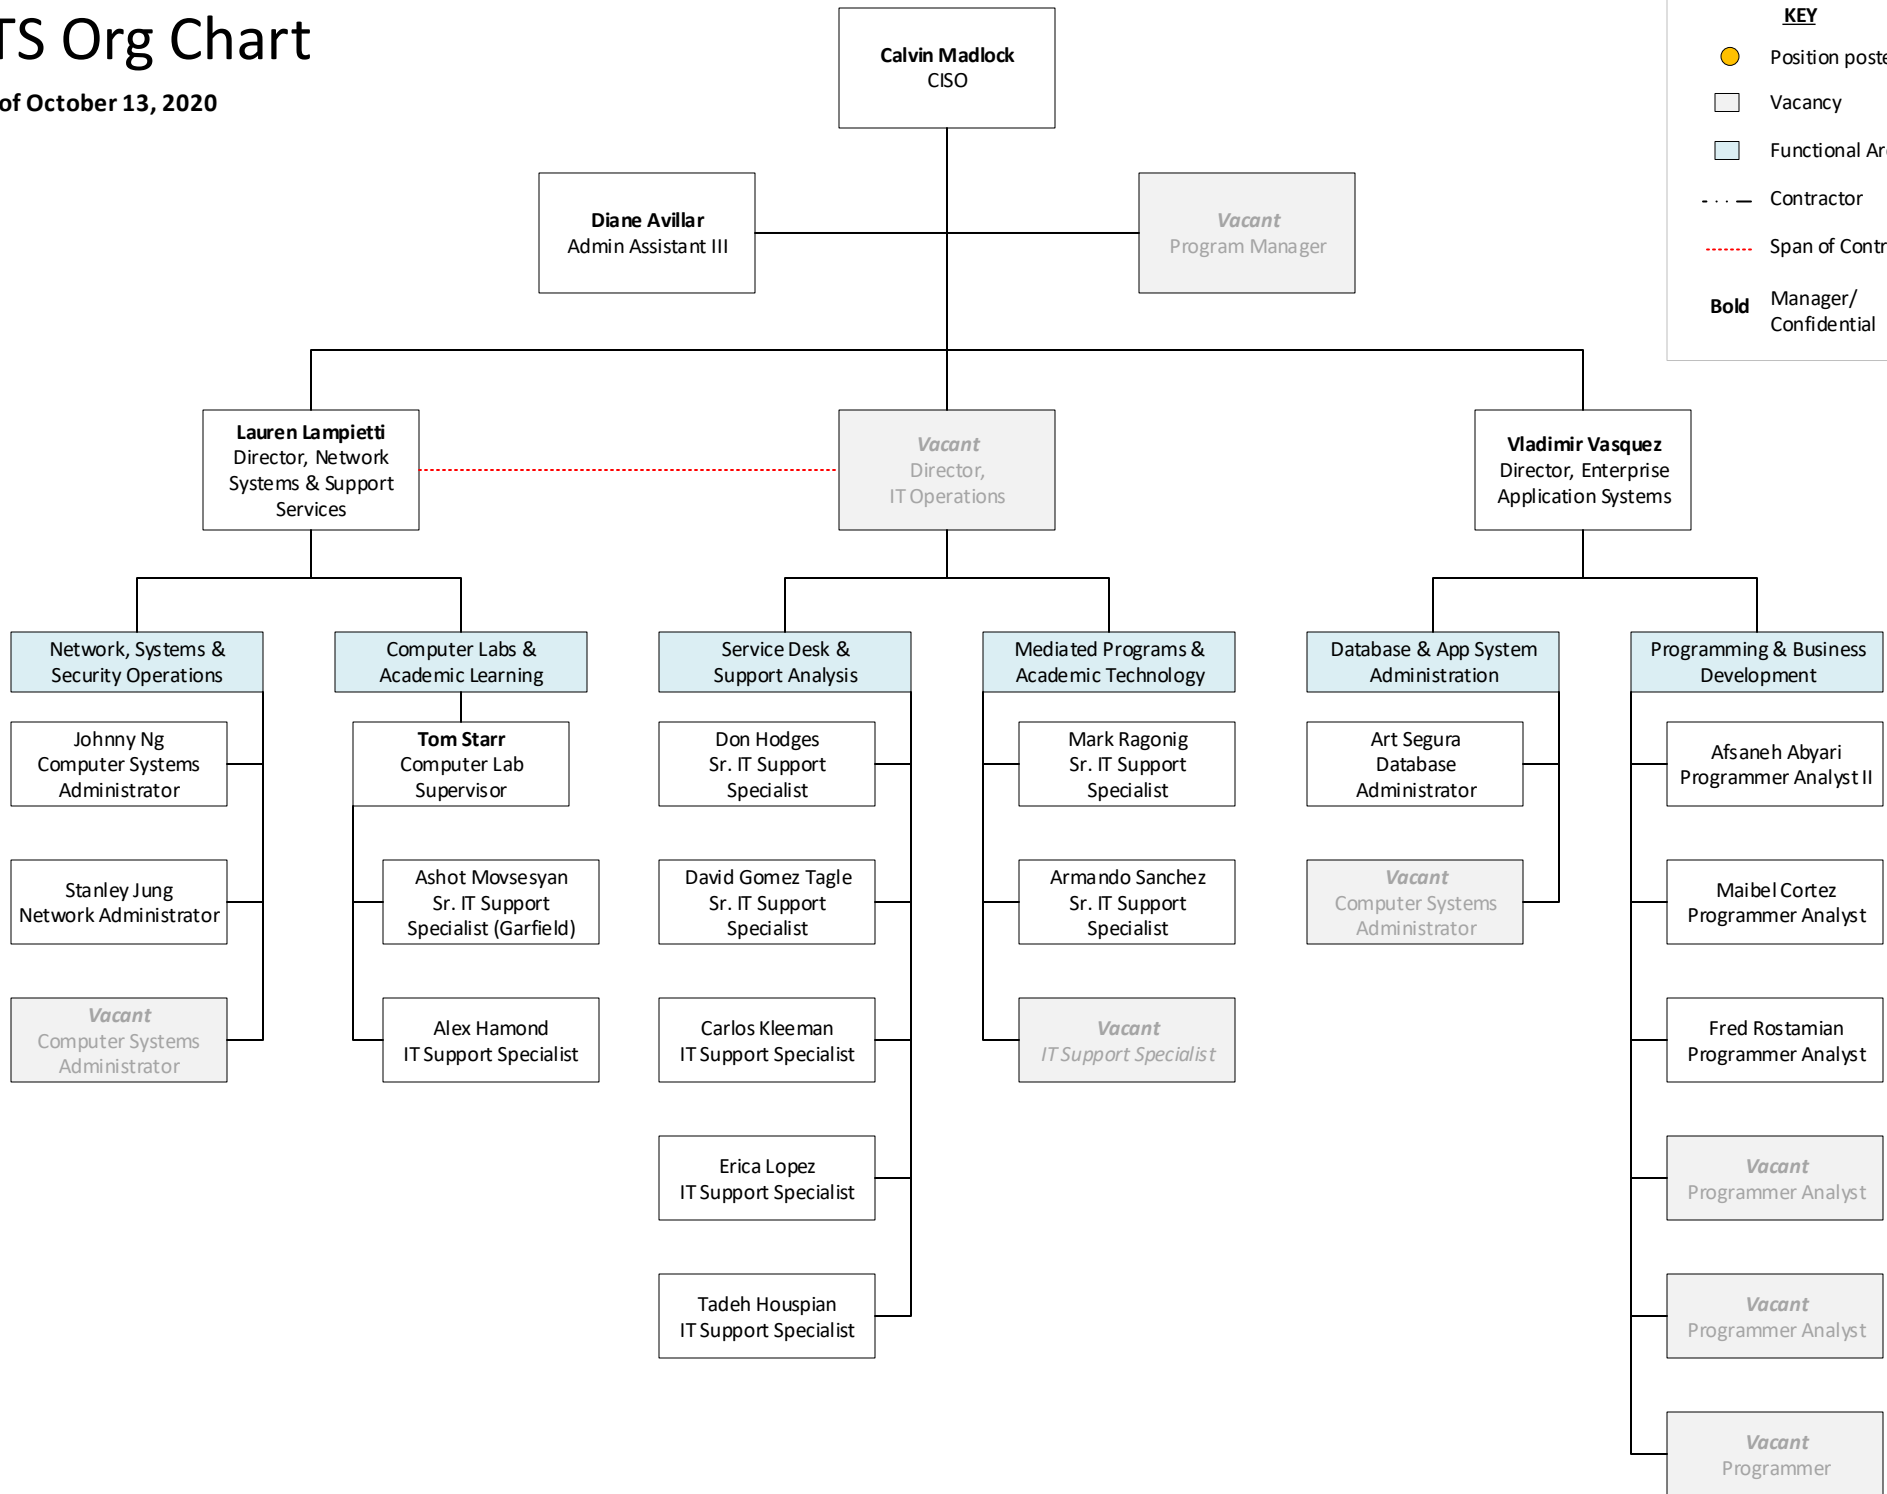 TS Org Chart
of October 13, 2020
Calvin Madlock
CISO
KEY
Position poste
Vacancy
Functional Ar
Contractor
Span of Contr
Bold
Manager/
Confidential
Diane Avillar
Admin Assistant III
Vacant
Program Manager
Lauren Lampietti
Director, Network
Systems & Support
Services
Vacant
Director,
IT Operations
Vladimir Vasquez
Director, Enterprise
Application Systems
Network, Systems &
Security Operations
Johnny Ng
Computer Systems
Administrator
Stanley Jung
Network Administrator
Vacant
Computer Systems
Administrator
Computer Labs &
Academic Learning
Tom Starr
Computer Lab
Supervisor
Ashot Movsesyan
Sr. IT Support
Specialist (Garfield)
Alex Hamond
IT Support Specialist
Service Desk &
Support Analysis
Don Hodges
Sr. IT Support
Specialist
David Gomez Tagle
Sr. IT Support
Specialist
Carlos Kleeman
IT Support Specialist
Erica Lopez
IT Support Specialist
Tadeh Houspian
IT Support Specialist
Mediated Programs &
Academic Technology
Mark Ragonig
Sr. IT Support
Specialist
Armando Sanchez
Sr. IT Support
Specialist
Vacant
IT Support Specialist
Database & App System
Administration
Art Segura
Database
Administrator
Vacant
Computer Systems
Administrator
Programming & Business
Development
Afsaneh Abyari
Programmer Analyst II
Maibel Cortez
Programmer Analyst
Fred Rostamian
Programmer Analyst
Vacant
Programmer Analyst
Vacant
Programmer Analyst
Vacant
Programmer